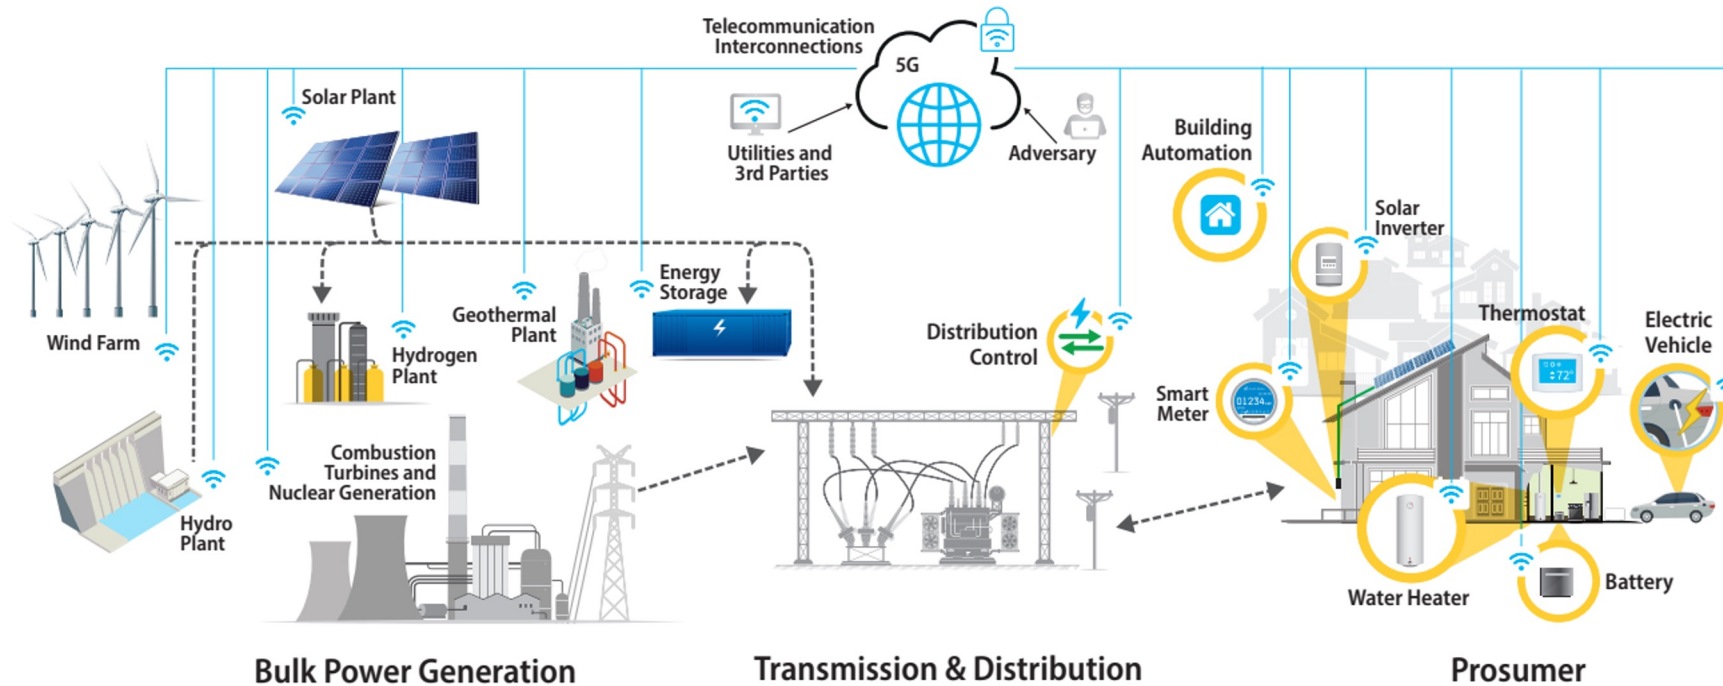 Telecommunication
Interconnections
5G
Solar Plant
Utilities and
3rd Parties
Adversary
Building
Automation
Solar
Inverter
Wind Farm
Hydrogen
Plant
Geothermal
Plant
Energy
Storage
Distribution
Control
Smart
Meter
01234
Thermostat
72°
Electric
Vehicle
Hydro
Plant
Combustion
Turbines and
Nuclear Generation
Water Heater
Battery
Bulk Power Generation
Transmission & Distribution
Prosumer